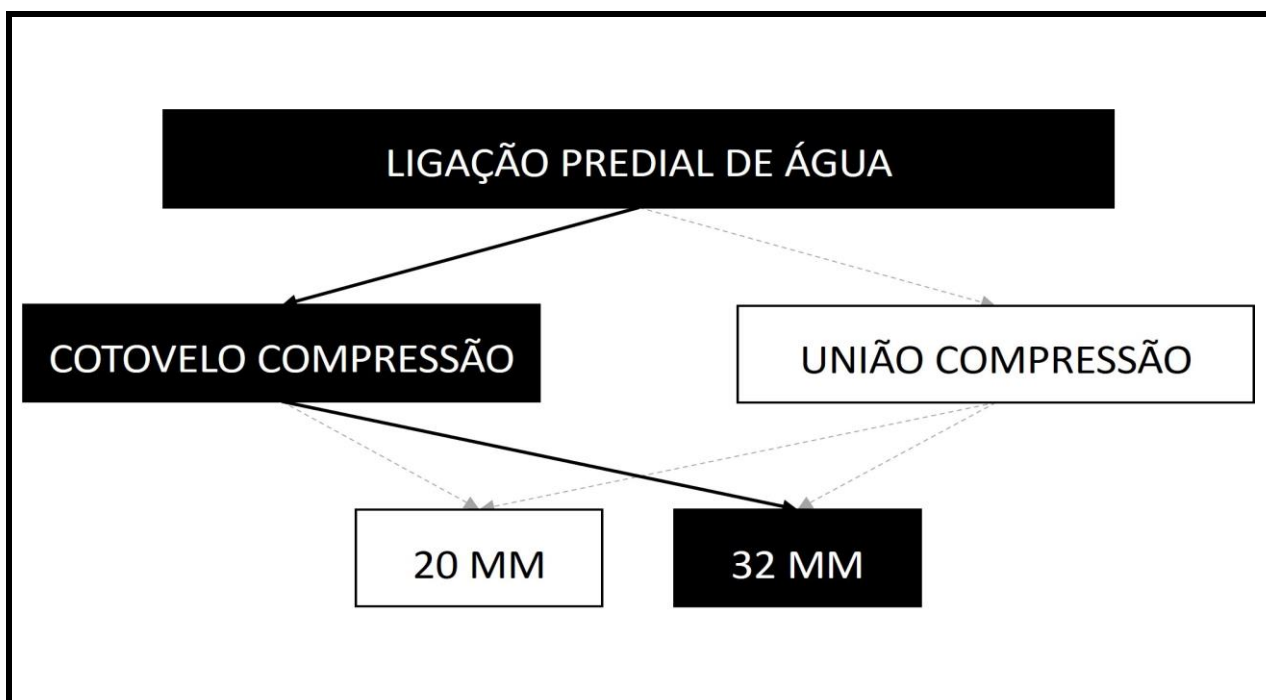 LIGAÇÃO PREDIAL DE ÁGUA
COTOVELO COMPRESSÃO
UNIÃO COMPRESSÃO
20 MM
32 MM